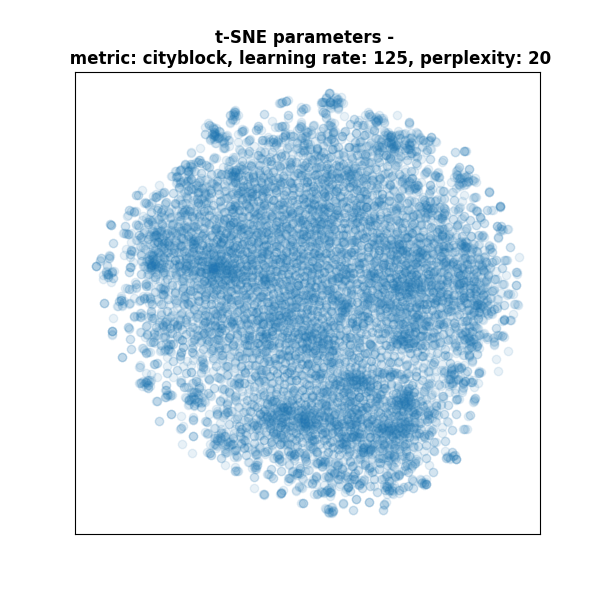 t-SNE parameters -
metric: cityblock, learning rate: 125, perplexity: 20